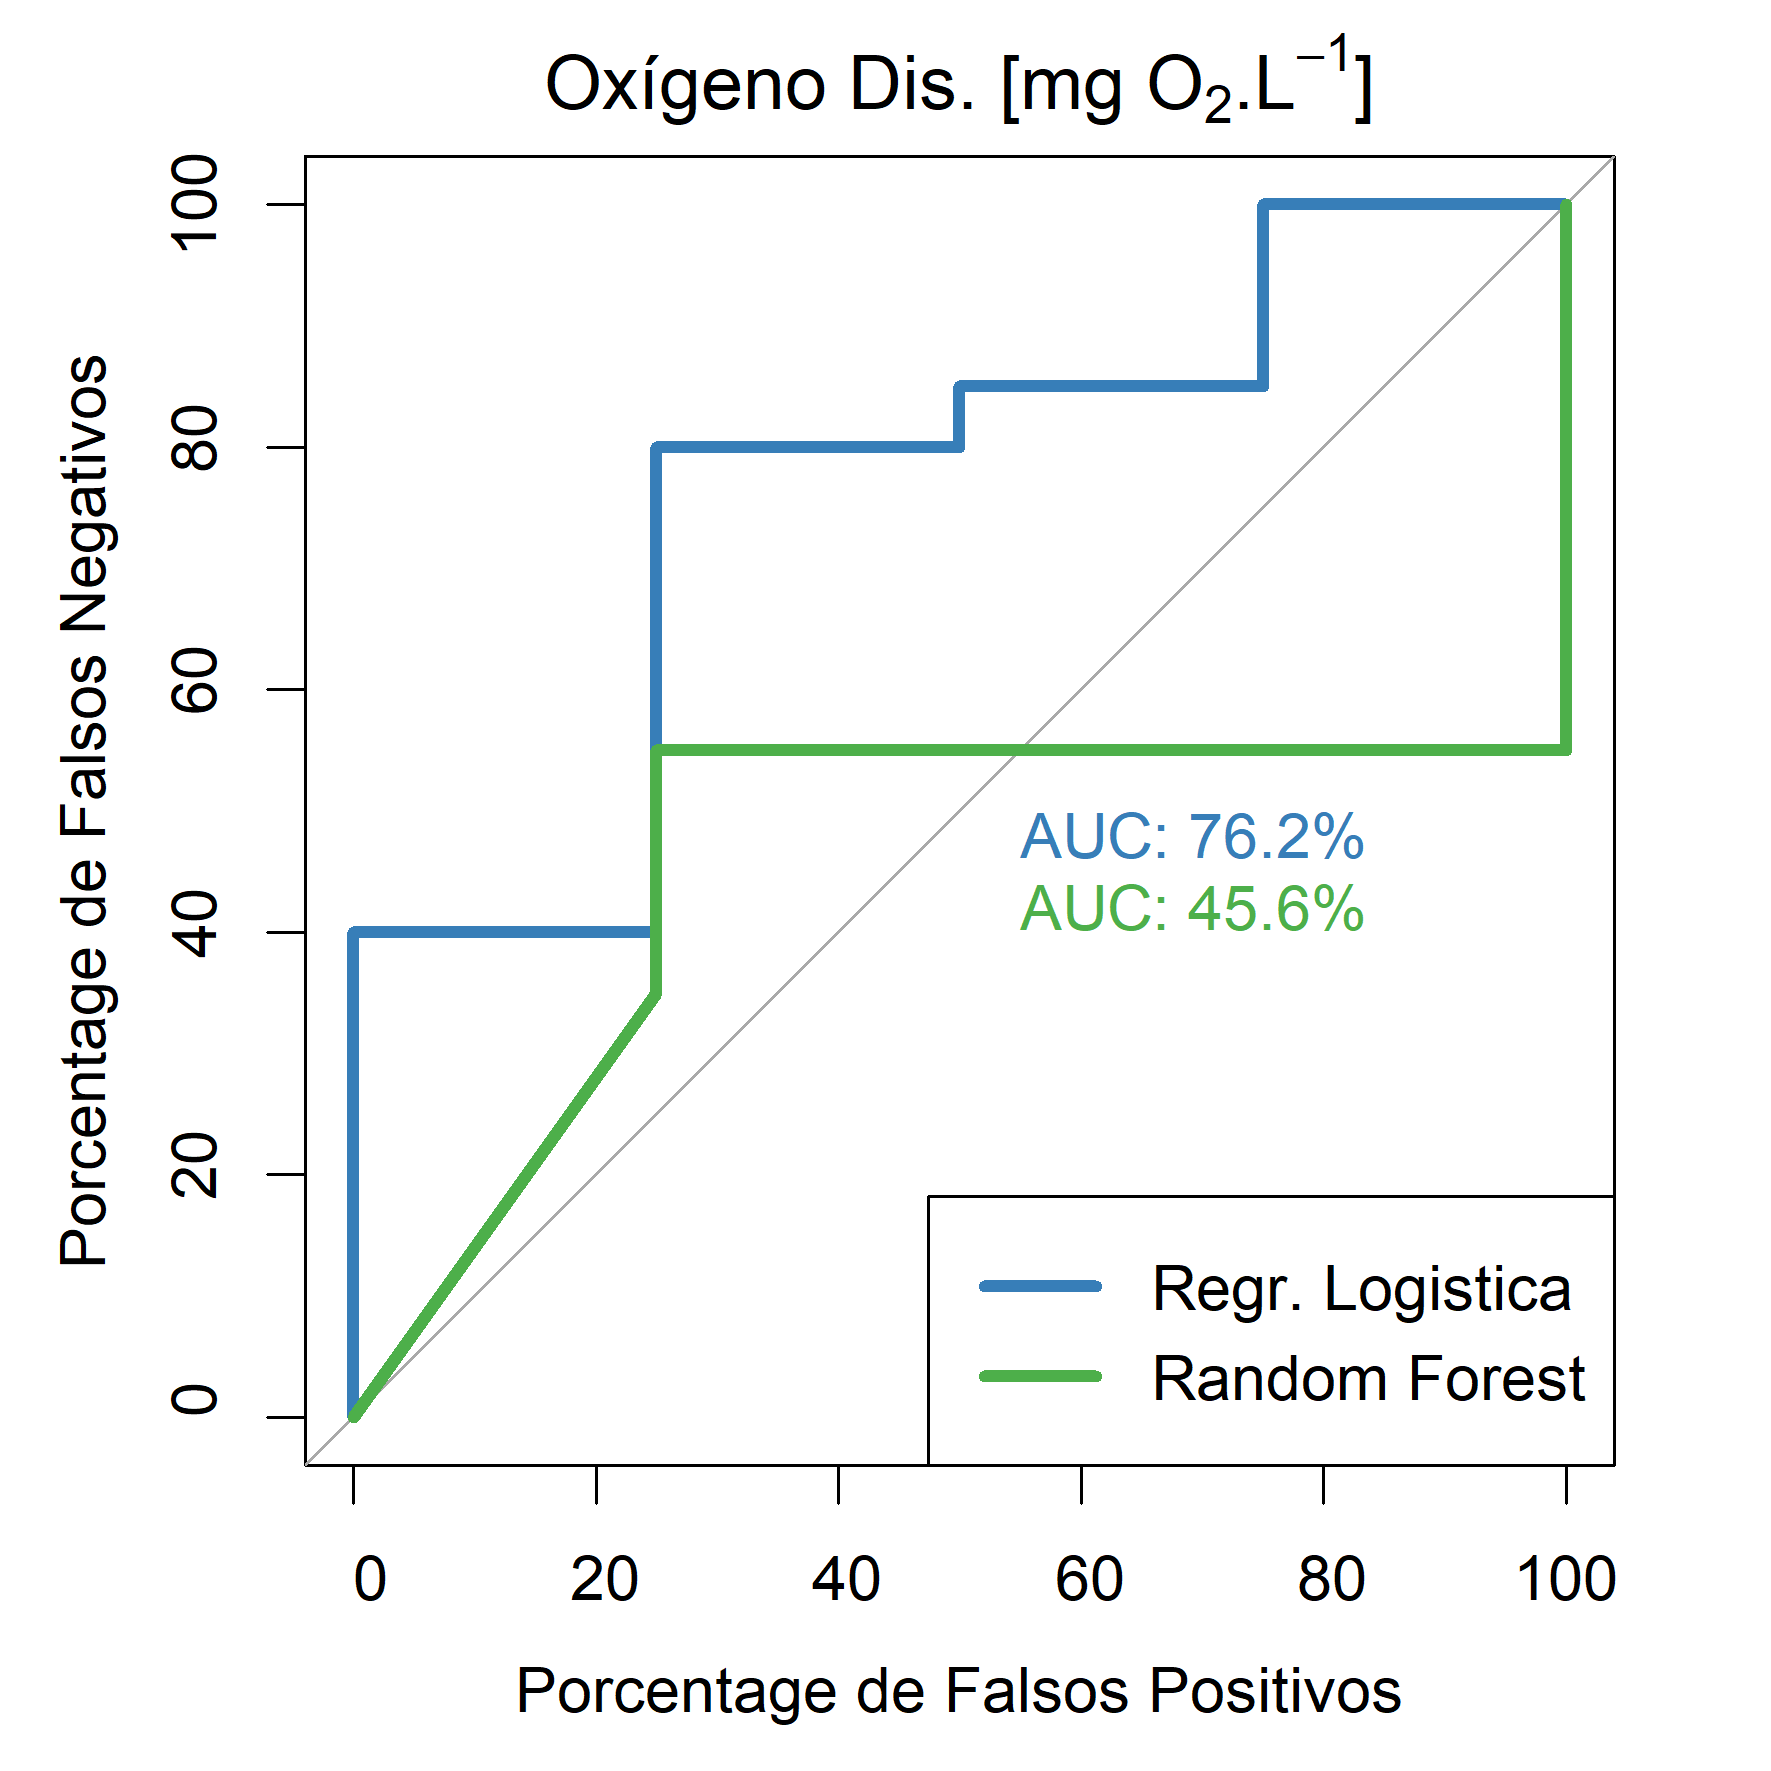 Oxígeno Dis. [mg O₂.L⁻¹]
Porcentage de Falsos Negativos
100
80
60
40
20
0
AUC: 76.2%
AUC: 45.6%
Regr. Logistica
Random Forest
0 20 40 60 80 100
Porcentage de Falsos Positivos